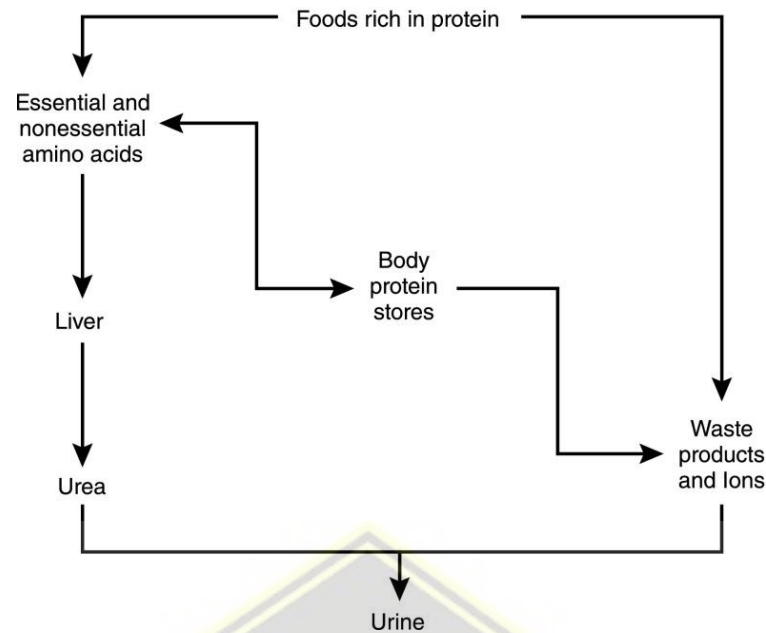 Foods rich in protein
Essential and
nonessential
amino acids
Body
protein
stores
Liver
Waste
products
and Ions
Urea
Urine